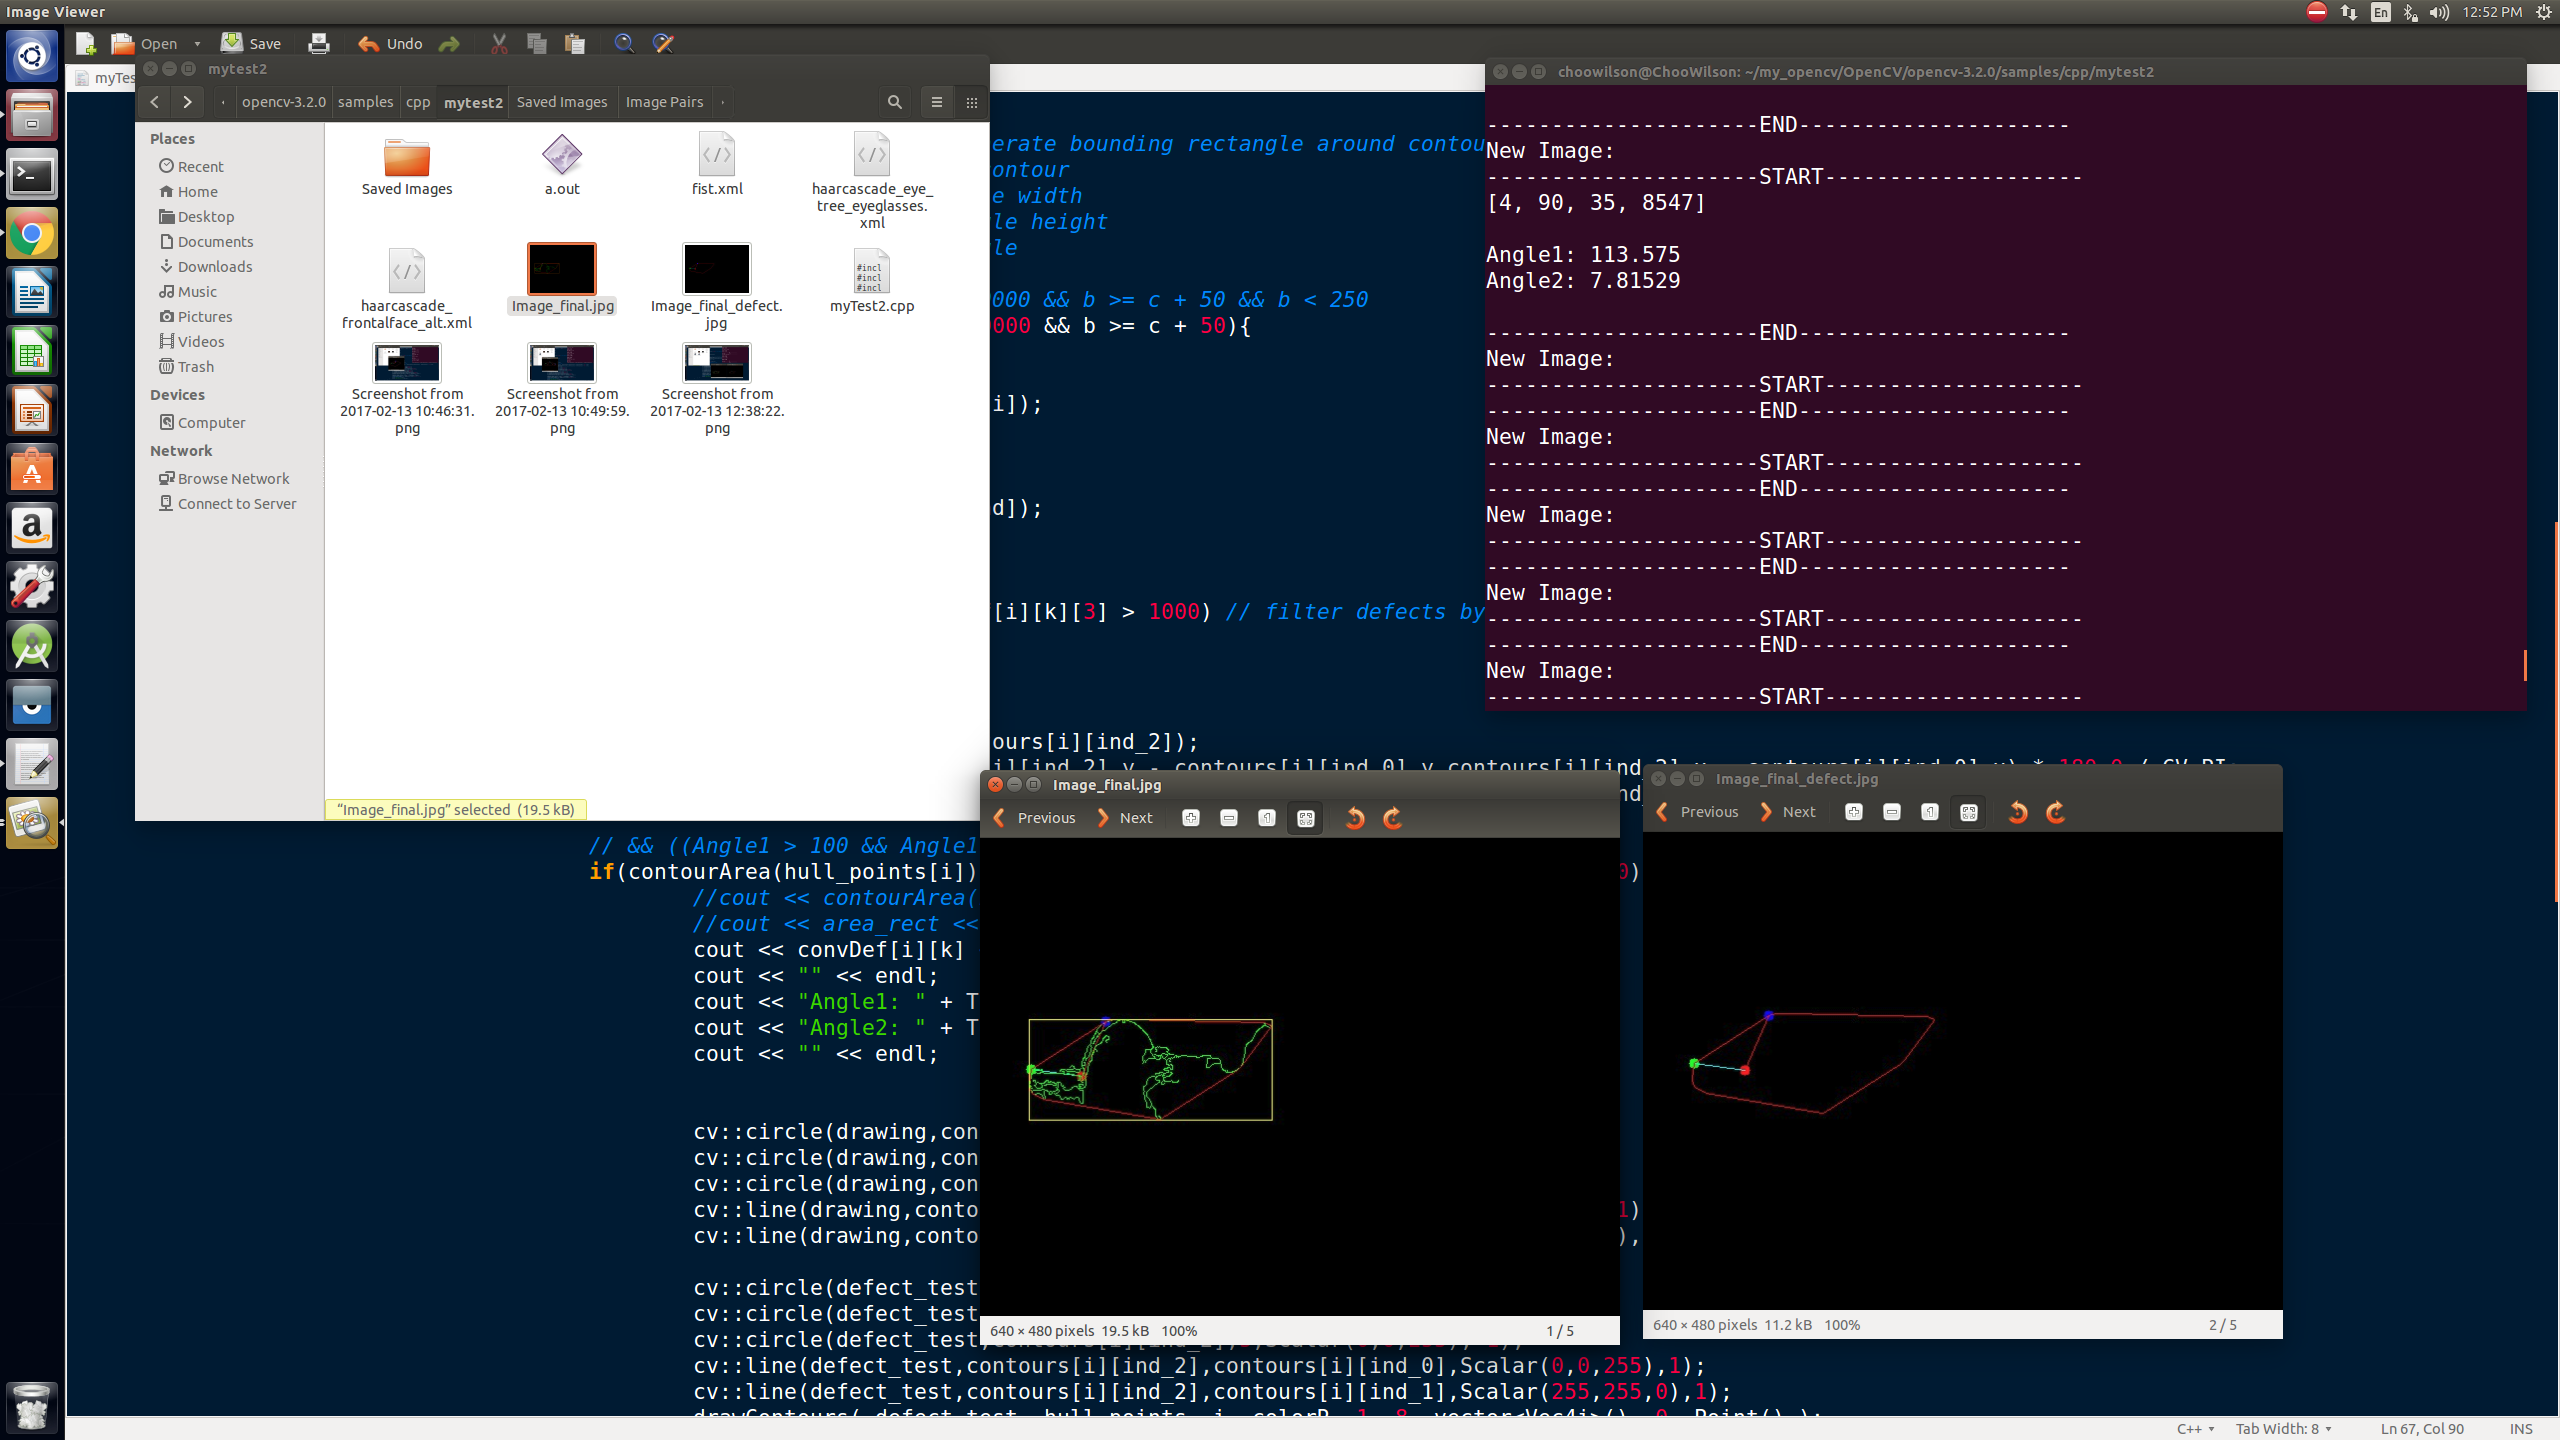 Image Viewer
En
12:52 PM
Open
Save
Undo
myTes
mytest2
opencv-3.2.0
samples
cpp
mytest2
Saved Images
Image Pairs
Places
Recent
Home
Desktop
Documents
Downloads
Music
Pictures
Videos
Trash
Devices
Computer
Network
Browse Network
Connect to Server
Saved Images
a.out
fist.xml
haarcascade_eye_
tree_eyeglasses.
xml
haarcascade_
frontalface_alt.xml
Image_final.jpg
Image_final_defect.
jpg
#incl
#incl
#incl
myTest2.cpp
Screenshot from
2017-02-13 10:46:31.
png
Screenshot from
2017-02-13 10:49:59.
png
Screenshot from
2017-02-13 12:38:22.
png
“Image_final.jpg” selected (19.5 kB)
erate bounding rectangle around contou
ontour
e width
le height
le
000 && b >= c + 50 && b < 250
000 && b >= c + 50){
i]);
d]);
[i][k][3] > 1000) // filter defects by
ours[i][ind_2]);
// && ((Angle1 > 100 && Angle1
if(contourArea(hull_points[i])
0)
//cout << contourArea(
//cout << area_rect <<
cout << convDef[i][k]
cout << "" << endl;
cout << "Angle1: " + T
cout << "Angle2: " + T
cout << "" << endl;
cv::circle(drawing,con
cv::circle(drawing,con
cv::circle(drawing,con
cv::line(drawing,conto
1)
cv::line(drawing,conto
),
cv::circle(defect_test
cv::circle(defect_test
cv::circle(defect_test
cv::line(defect_test,contours[i][ind_2],contours[i][ind_0],Scalar(0,0,255),1);
cv::line(defect_test,contours[i][ind_2],contours[i][ind_1],Scalar(255,255,0),1);
choowilson@ChooWilson: ~/my_opencv/OpenCV/opencv-3.2.0/samples/cpp/mytest2
---------------------END---------------------
New Image:
---------------------START--------------------
[4, 90, 35, 8547]
Angle1: 113.575
Angle2: 7.81529
---------------------END---------------------
New Image:
---------------------START--------------------
---------------------END---------------------
New Image:
---------------------START--------------------
---------------------END---------------------
New Image:
---------------------START--------------------
---------------------END---------------------
New Image:
---------------------START--------------------
---------------------END---------------------
New Image:
---------------------START--------------------
Image_final.jpg
Previous
Next
640 × 480 pixels 19.5 kB 100%
1 / 5
Image_final_defect.jpg
Previous
Next
640 × 480 pixels 11.2 kB 100%
2 / 5
C++
Tab Width: 8
Ln 67, Col 90
INS